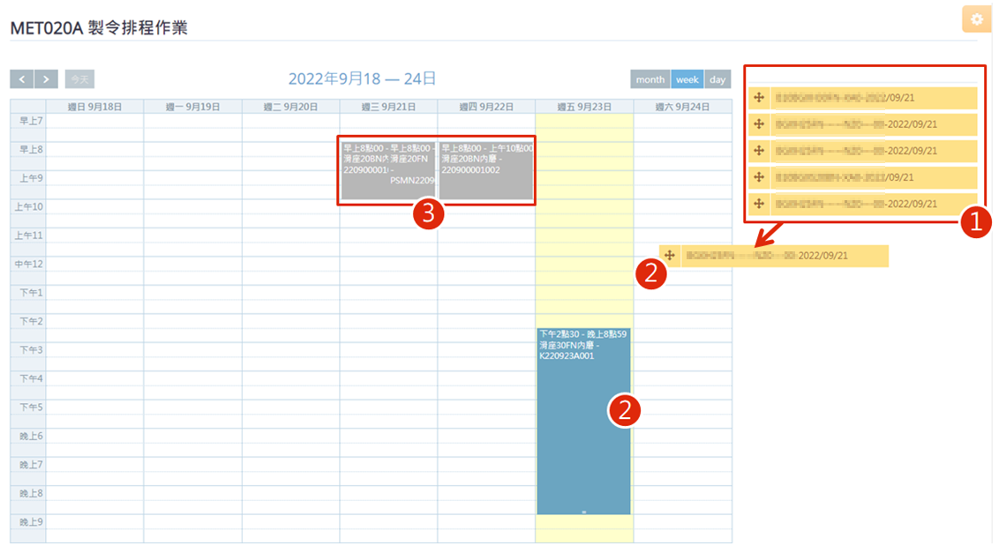 MET020A 製令排程作業
今天
2022年9月18 — 24日
month week day
週日 9月18日 週一 9月19日 週二 9月20日 週三 9月21日 週四 9月22日 週五 9月23日 週六 9月24日
早上7
早上8
上午9
上午10
上午11
中午12
下午1
下午2
下午3
下午4
下午5
晚上6
晚上7
晚上8
晚上9
早上8點00 -
滑座20BN內
220900001
早上8點00 -
滑座20FN
-
PSMN2209
早上8點00 - 上午10點00
滑座20BN內磨 -
220900001002
3
下午2點30 - 晚上8點59
滑座30FN內磨 -
K220923A001
2
/09/21
-2022/09/21
-2022/09/21
/09/21
-2022/09/21
1
-2022/09/21
2